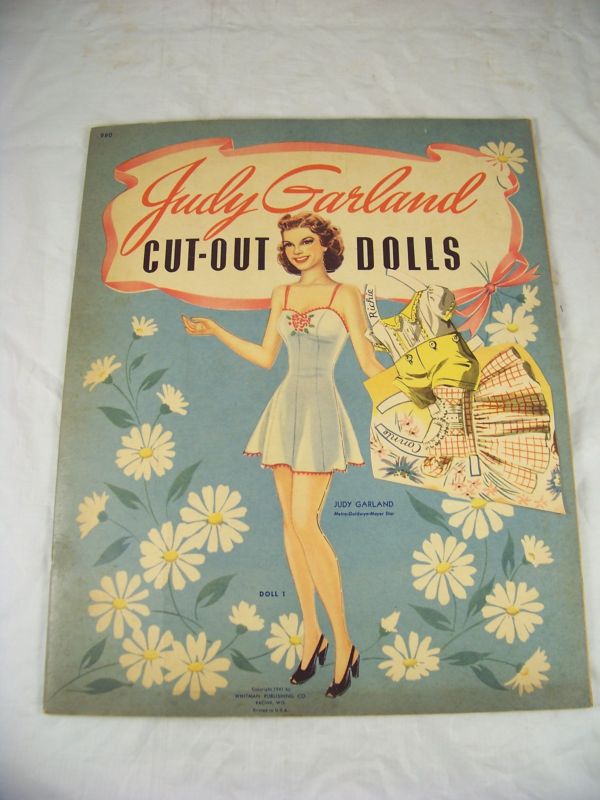 980
Judy Garland
CUT-OUT DOLLS
Richie
Connie
JUDY GARLAND
Metro-Goldwyn-Mayer Star
DOLL 1
Copyright 1941 by
WHITMAN PUBLISHING CO.
RACINE, WIS.
Printed in U.S.A.